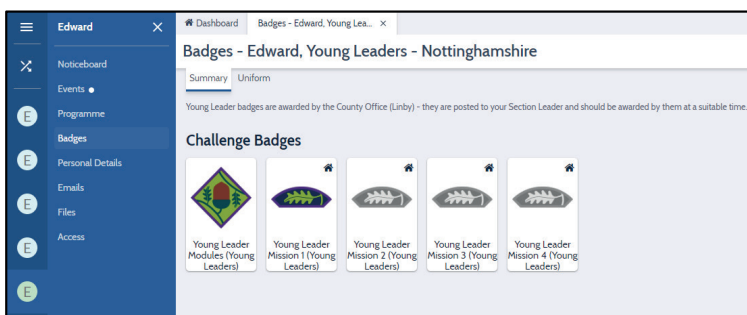 Edward
Dashboard
Badges - Edward, Young Lea...
Badges - Edward, Young Leaders - Nottinghamshire
Noticeboard
Events
Programme
Badges
Personal Details
Emails
Files
Access
E
E
E
E
E
Summary
Uniform
Young Leader badges are awarded by the County Office (Linby) - they are posted to your Section Leader and should be awarded by them at a suitable time.
Challenge Badges
Young Leader
Modules (Young
Leaders)
Young Leader
Mission 1 (Young
Leaders)
Young Leader
Mission 2 (Young
Leaders)
Young Leader
Mission 3 (Young
Leaders)
Young Leader
Mission 4 (Young
Leaders)